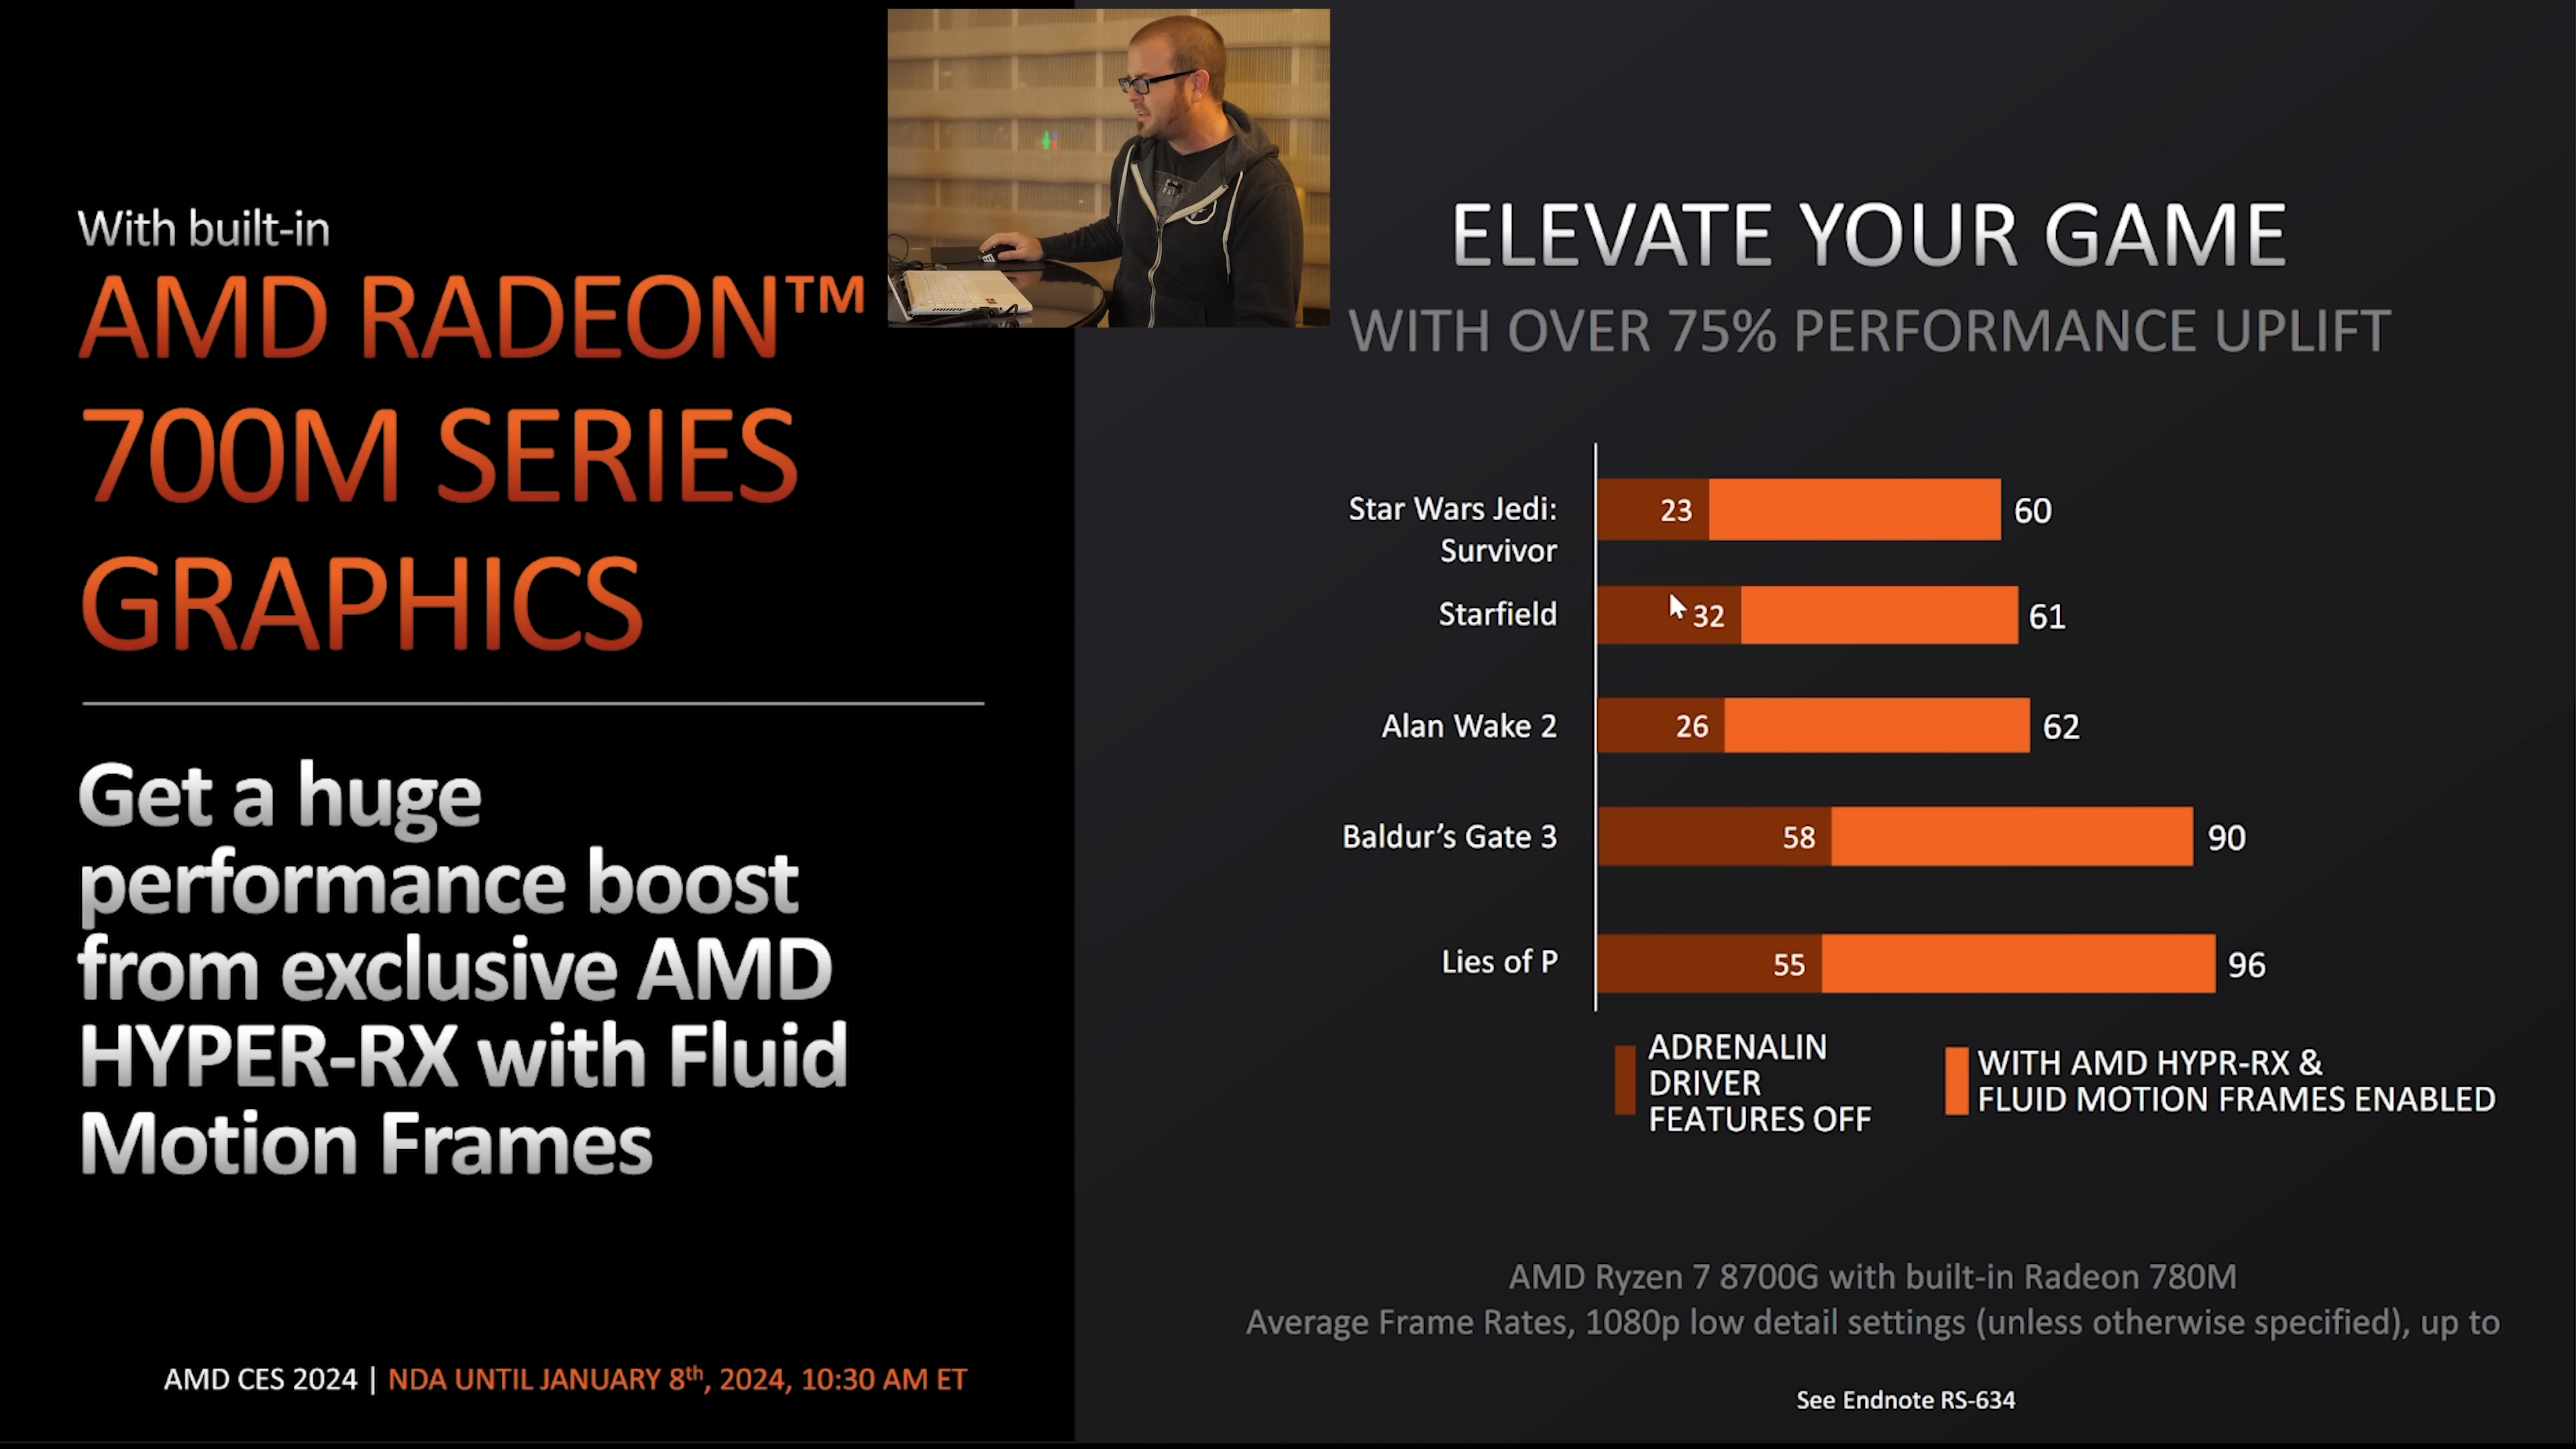 With built-in
AMD RADEON™
700M SERIES
GRAPHICS
Get a huge
performance boost
from exclusive AMD
HYPER-RX with Fluid
Motion Frames
AMD CES 2024 | NDA UNTIL JANUARY 8th, 2024, 10:30 AM ET
ELEVATE YOUR GAME
WITH OVER 75% PERFORMANCE UPLIFT
Star Wars Jedi:
Survivor
23 60
Starfield 32 61
Alan Wake 2 26 62
Baldur’s Gate 3 58 90
Lies of P 55 96
ADRENALIN
DRIVER
FEATURES OFF
WITH AMD HYPR-RX &
FLUID MOTION FRAMES ENABLED
AMD Ryzen 7 8700G with built-in Radeon 780M
Average Frame Rates, 1080p low detail settings (unless otherwise specified), up to
See Endnote RS-634